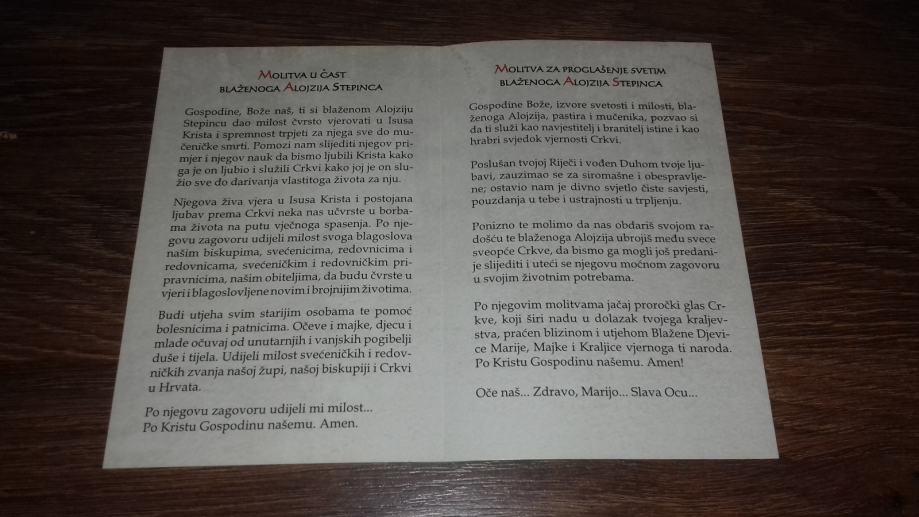 MOLITVA U ČAST
BLAŽENOGA ALOJZIJA STEPINCA
Gospodine, Bože naš, ti si blaženom Alojziju
Stepincu dao milost čvrsto vjerovati u Isusa
Krista i spremnost trpjeti za njega sve do mu-
čeničke smrti. Pomozi nam slijediti njegov pri-
mjer i njegov nauk da bismo ljubili Krista kako
ga je on ljubio i služili Crkvi kako joj je on slu-
žio sve do darivanja vlastitoga života za nju.
Njegova živa vjera u Isusa Krista i postojana
ljubav prema Crkvi neka nas učvrste u borba-
ma života na putu vječnoga spasenja. Po nje-
govu zagovoru udijeli milost svoga blagoslova
našim biskupima, svećenicima, redovnicima i
redovnicama, svećeničkim i redovničkim pri-
pravnicima, našim obiteljima, da budu čvrste u
vjeri i blagoslovljene novim i brojnijim životima.
Budi utjeha svim starijim osobama te pomoć
bolesnicima i patnicima. Očeve i majke, djecu i
mlade očuvaj od unutarnjih i vanjskih pogibelji
duše i tijela. Udijeli milost svećeničkih i redov-
ničkih zvanja našoj župi, našoj biskupiji i Crkvi
u Hrvata.
Po njegovu zagovoru udijeli mi milost...
Po Kristu Gospodinu našemu. Amen.
MOLITVA ZA PROGLAŠENJE SVETIM
BLAŽENOGA ALOJZIJA STEPINCA
Gospodine Bože, izvore svetosti i milosti, bla-
ženoga Alojzija, pastira i mučenika, pozvao si
da ti služi kao navjestitelj i branitelj istine i kao
hrabri svjedok vjernosti Crkvi.
Poslušan tvojoj Riječi i vođen Duhom tvoje lju-
bavi, zauzimao se za siromašne i obespravlje-
ne; ostavio nam je divno svjetlo čiste savjesti,
pouzdanja u tebe i ustrajnosti u trpljenju.
Ponizno te molimo da nas obdariš svojom ra-
došću te blaženoga Alojzija ubrojiš među svece
sveopće Crkve, da bismo ga mogli još predani-
je slijediti i uteći se njegovu moćnom zagovoru
u svojim životnim potrebama.
Po njegovim molitvama jačaj proročki glas Cr-
kve, koji širi nadu u dolazak tvojega kraljev-
stva, praćen blizinom i utjehom Blažene Djevi-
ce Marije, Majke i Kraljice vjernoga ti naroda.
Po Kristu Gospodinu našemu. Amen!
Oče naš... Zdravo, Marijo... Slava Ocu...